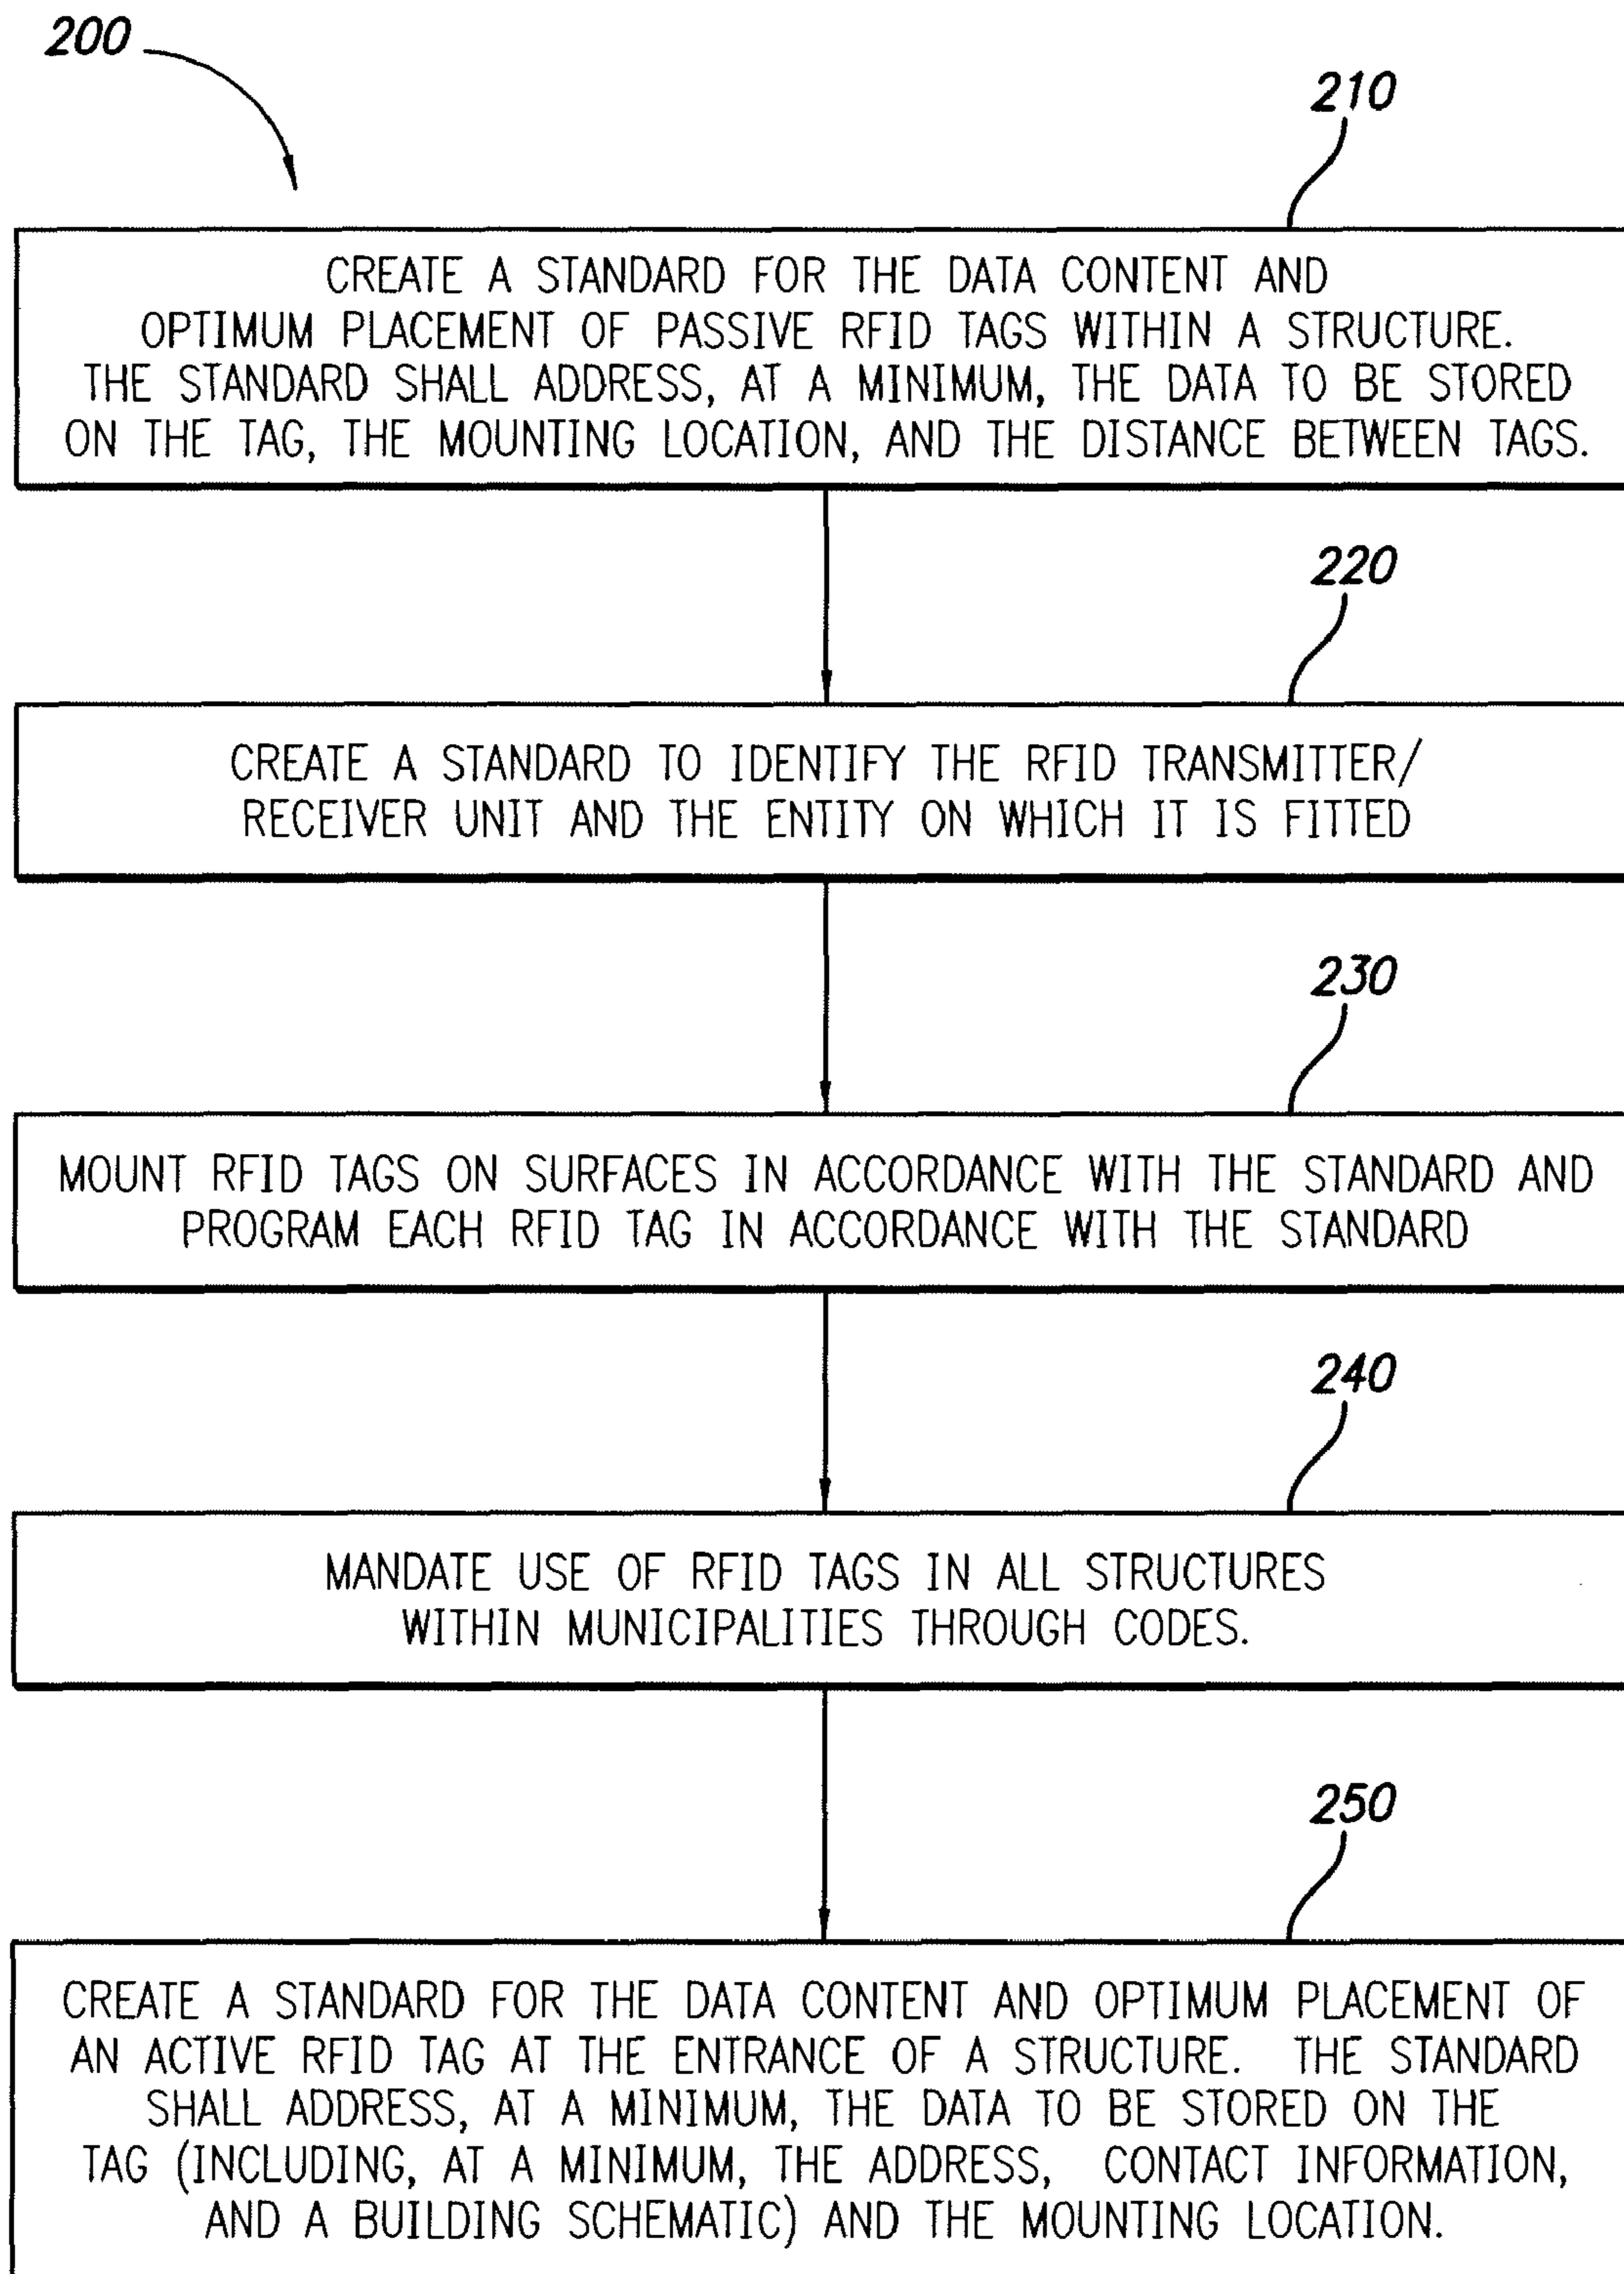 200
210
CREATE A STANDARD FOR THE DATA CONTENT AND
OPTIMUM PLACEMENT OF PASSIVE RFID TAGS WITHIN A STRUCTURE.
THE STANDARD SHALL ADDRESS, AT A MINIMUM, THE DATA TO BE STORED
ON THE TAG, THE MOUNTING LOCATION, AND THE DISTANCE BETWEEN TAGS.
220
CREATE A STANDARD TO IDENTIFY THE RFID TRANSMITTER/
RECEIVER UNIT AND THE ENTITY ON WHICH IT IS FITTED
230
MOUNT RFID TAGS ON SURFACES IN ACCORDANCE WITH THE STANDARD AND
PROGRAM EACH RFID TAG IN ACCORDANCE WITH THE STANDARD
240
MANDATE USE OF RFID TAGS IN ALL STRUCTURES
WITHIN MUNICIPALITIES THROUGH CODES.
250
CREATE A STANDARD FOR THE DATA CONTENT AND OPTIMUM PLACEMENT OF
AN ACTIVE RFID TAG AT THE ENTRANCE OF A STRUCTURE. THE STANDARD
SHALL ADDRESS, AT A MINIMUM, THE DATA TO BE STORED ON THE
TAG (INCLUDING, AT A MINIMUM, THE ADDRESS, CONTACT INFORMATION,
AND A BUILDING SCHEMATIC) AND THE MOUNTING LOCATION.